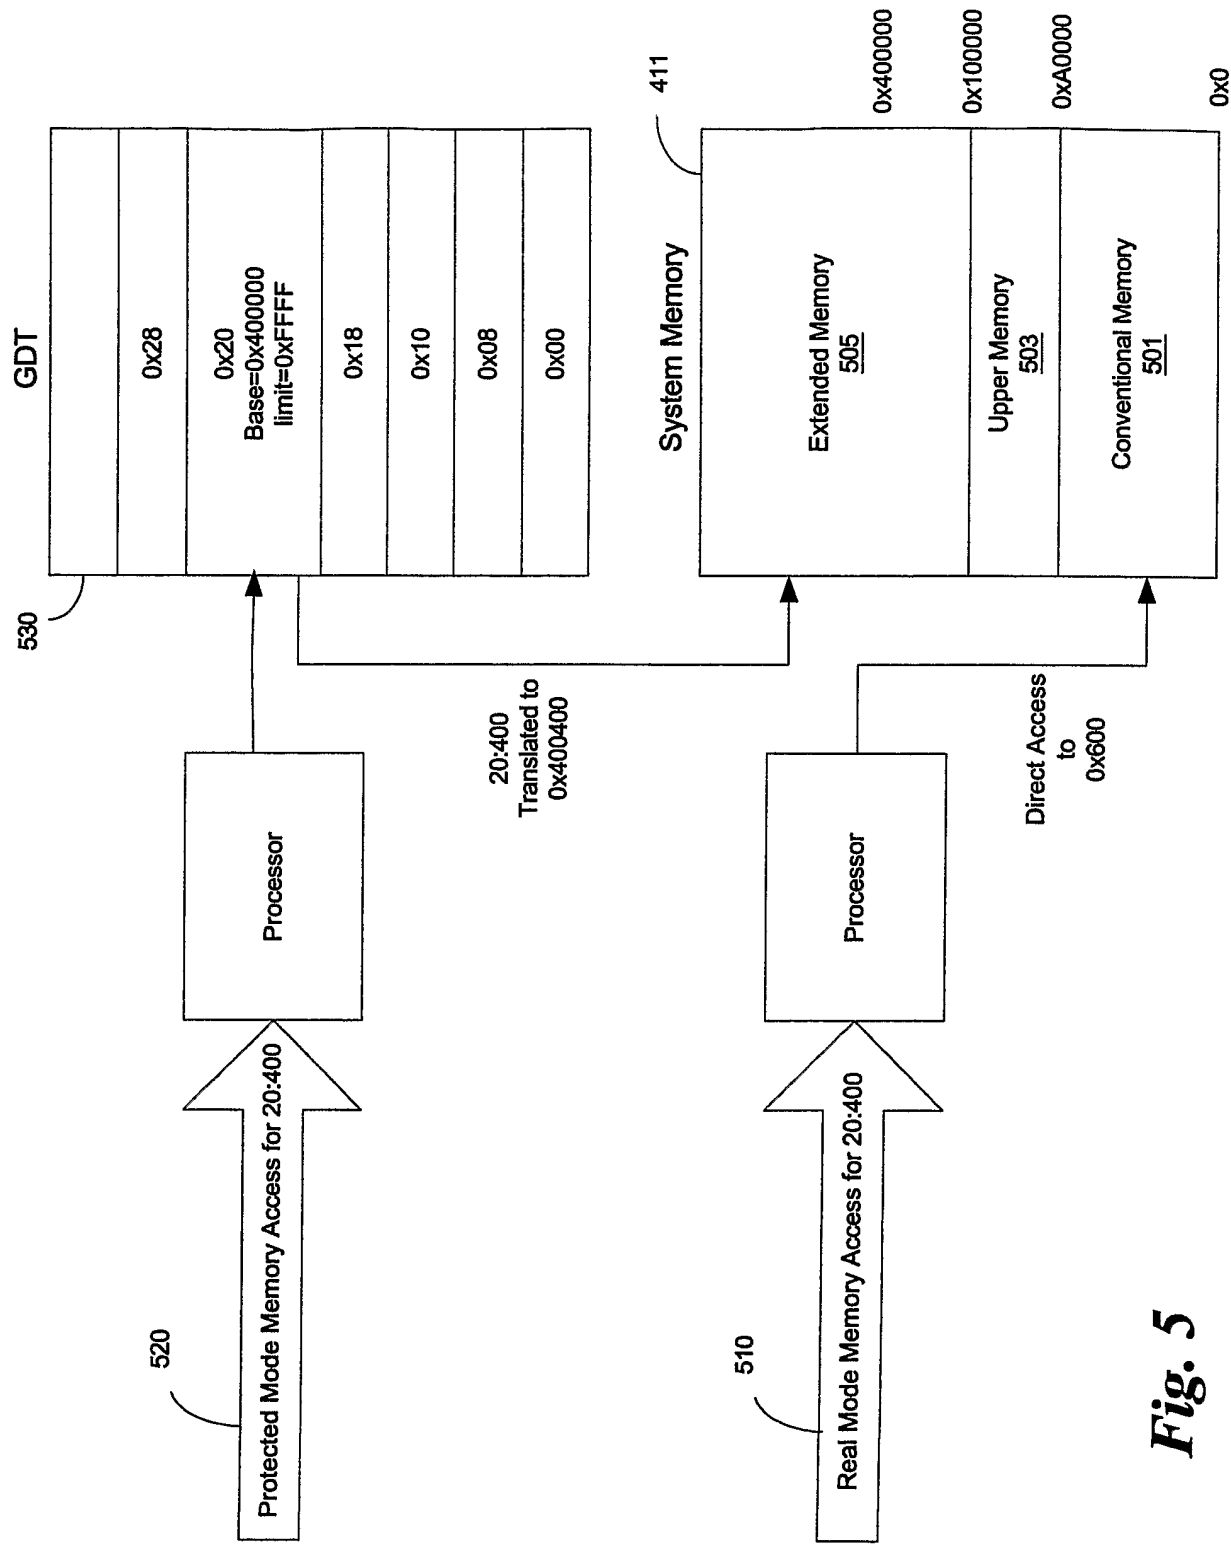 GDT
530
0x28
0x20
Base=0x400000
limit=0xFFFF
0x18
0x10
0x08
0x00
520
Protected Mode Memory Access for 20:400
Processor
20:400
Translated to
0x400400
System Memory
411
Extended Memory
505
0x400000
0x100000
Upper Memory
503
0xA0000
Conventional Memory
501
0x0
510
Real Mode Memory Access for 20:400
Processor
Direct Access
to
0x600
Fig. 5